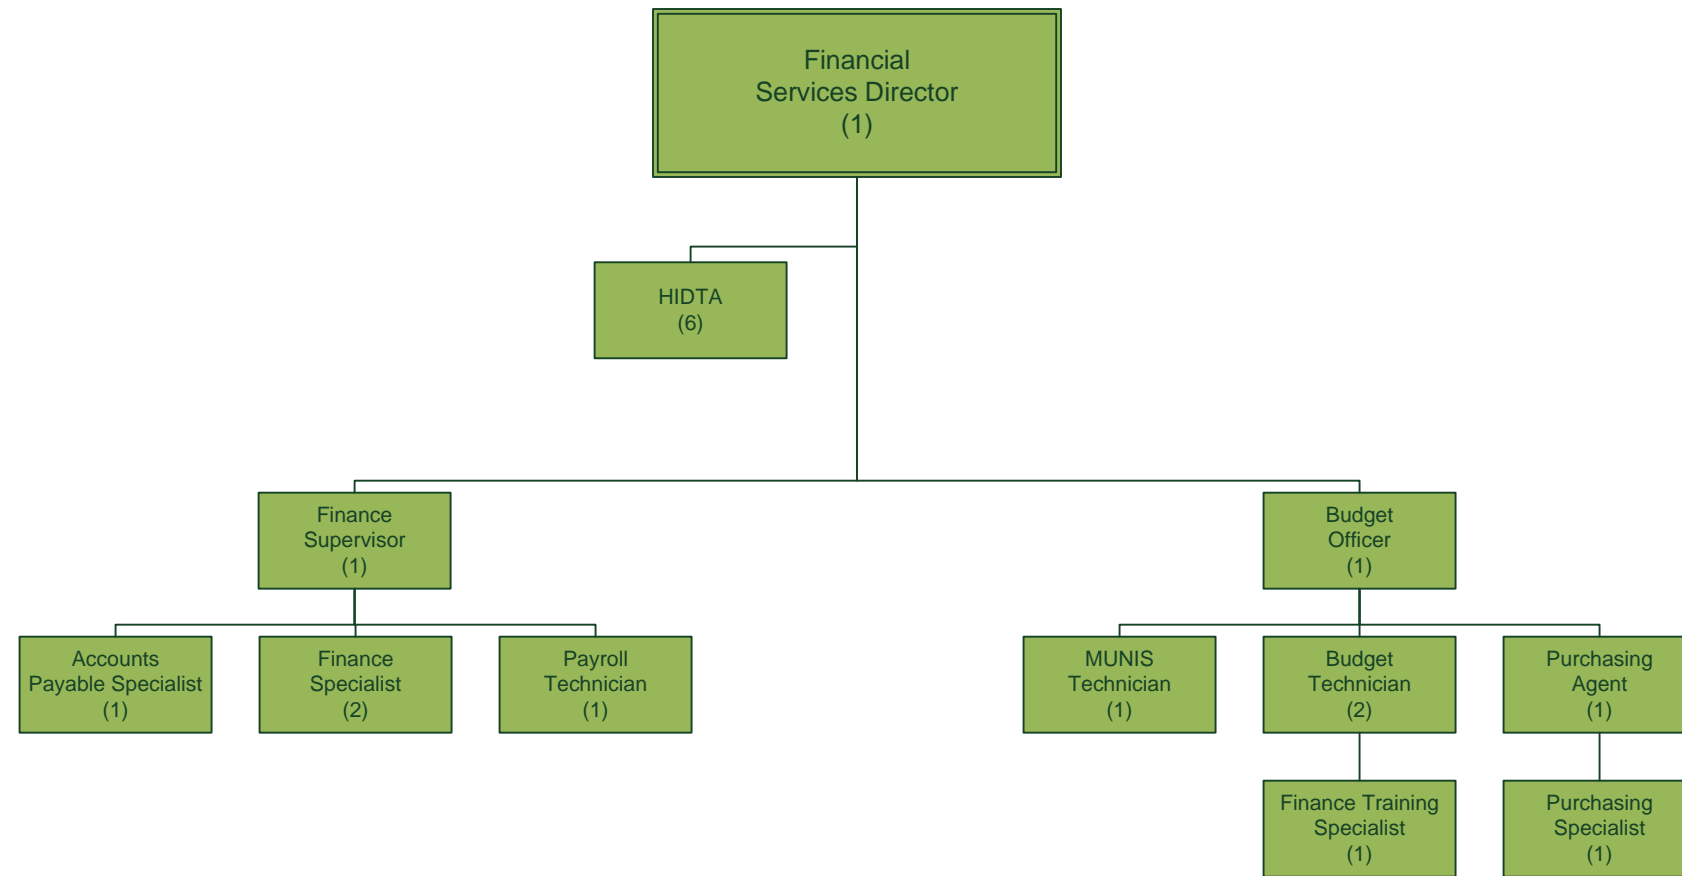 Financial
Services Director
(1)
HIDTA
(6)
Finance
Supervisor
(1)
Budget
Officer
(1)
Accounts
Payable Specialist
(1)
Finance
Specialist
(2)
Payroll
Technician
(1)
MUNIS
Technician
(1)
Budget
Technician
(2)
Purchasing
Agent
(1)
Finance Training
Specialist
(1)
Purchasing
Specialist
(1)